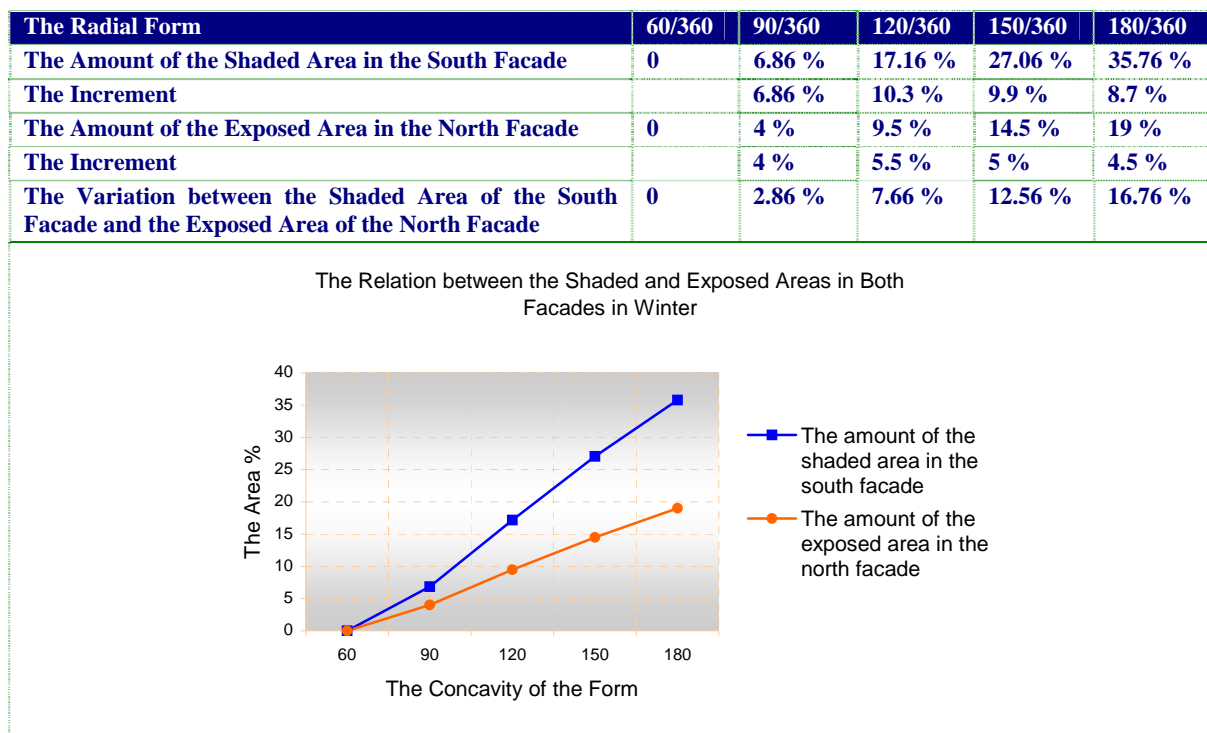 The Radial Form 60/360 90/360 120/360 150/360 180/360
The Amount of the Shaded Area in the South Facade 0 6.86 % 17.16 % 27.06 % 35.76 %
The Increment 6.86 % 10.3 % 9.9 % 8.7 %
The Amount of the Exposed Area in the North Facade 0 4 % 9.5 % 14.5 % 19 %
The Increment 4 % 5.5 % 5 % 4.5 %
The Variation between the Shaded Area of the South 0 2.86 % 7.66 % 12.56 % 16.76 %
Facade and the Exposed Area of the North Facade
The Relation between the Shaded and Exposed Areas in Both
Facades in Winter
40
35
30
25
20
15
10
5
0
The Area %
60 90 120 150 180
The Concavity of the Form
The amount of the
shaded area in the
south facade
The amount of the
exposed area in the
north facade